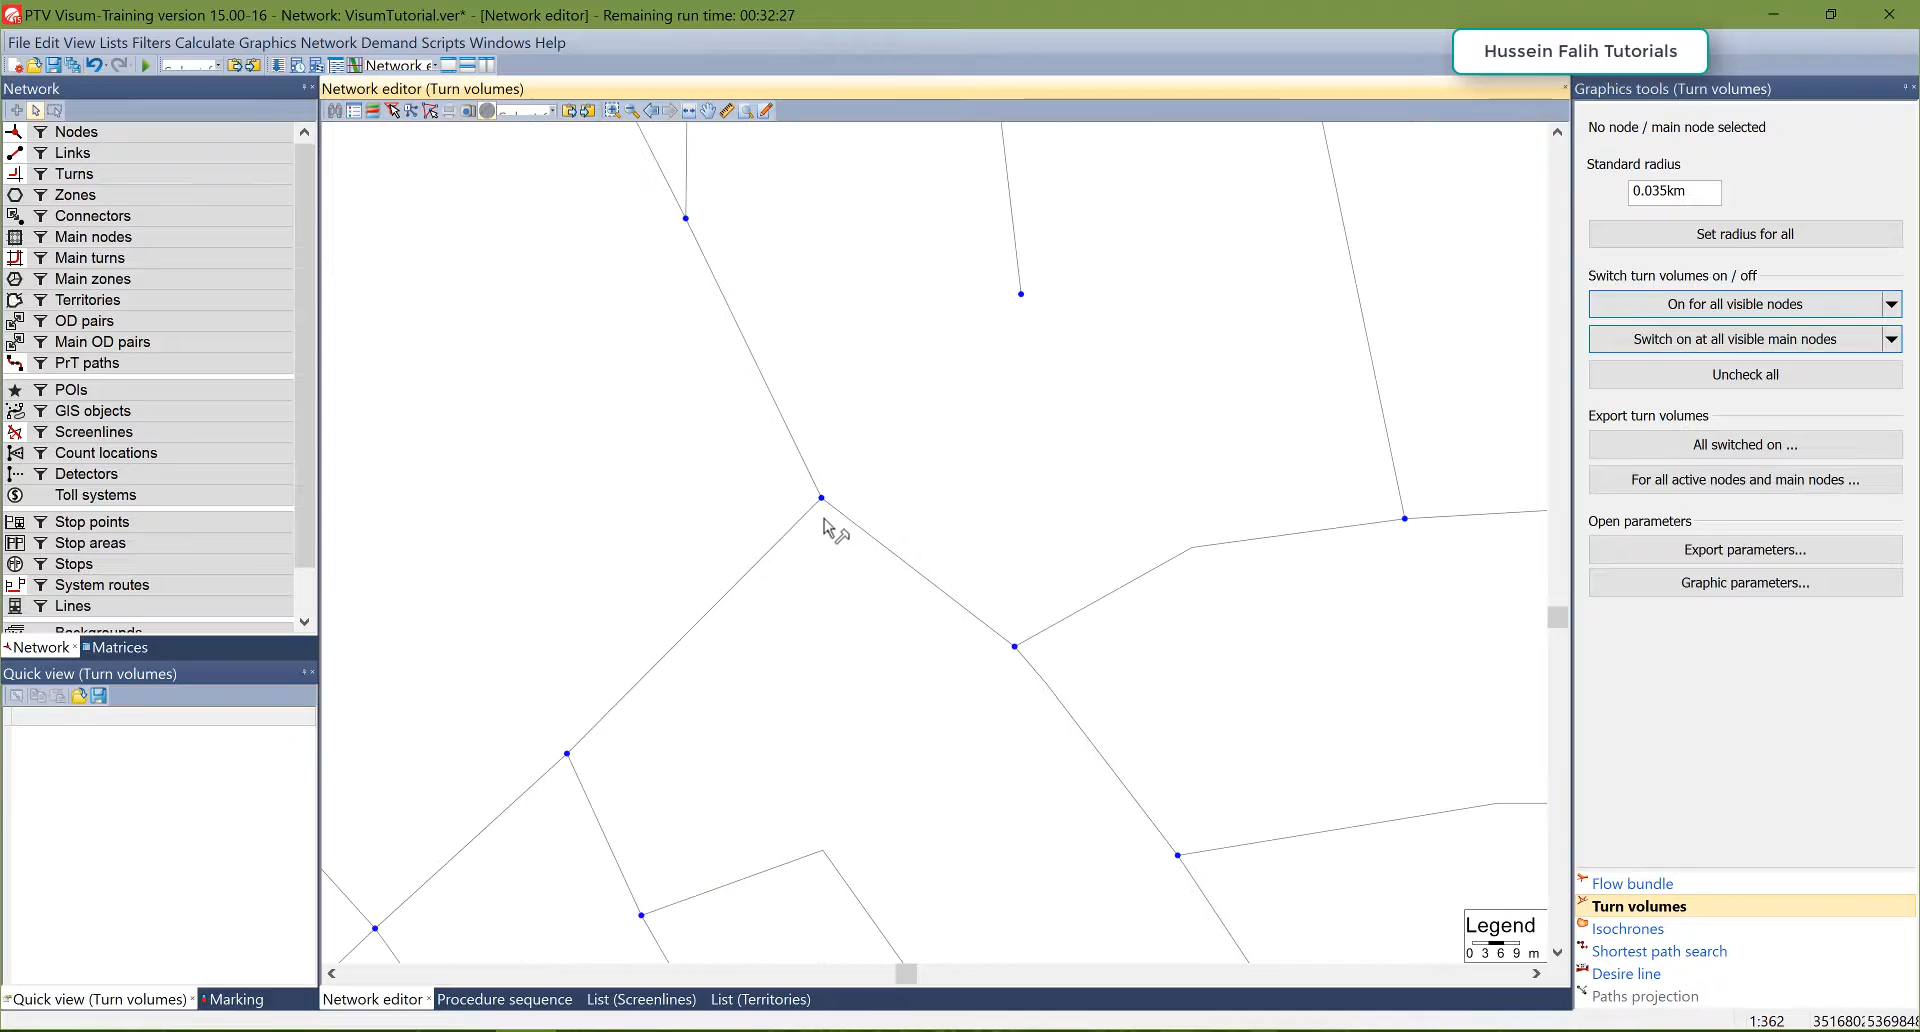 PTV Visum-Training version 15.00-16 - Network: VisumTutorial.ver* - [Network editor] - Remaining run time: 00:32:27
File Edit View Lists Filters Calculate Graphics Network Demand Scripts Windows Help
Hussein Falih Tutorials
Network e
Network
Nodes
Links
Turns
Zones
Connectors
Main nodes
Main turns
Main zones
Territories
OD pairs
Main OD pairs
PrT paths
POIs
GIS objects
Screenlines
Count locations
Detectors
Toll systems
Stop points
Stop areas
Stops
System routes
Lines
Backgrounds
Network
Matrices
Quick view (Turn volumes)
Quick view (Turn volumes)
Marking
Network editor (Turn volumes)
Legend
0 3 6 9 m
Network editor
Procedure sequence
List (Screenlines)
List (Territories)
Graphics tools (Turn volumes)
No node / main node selected
Standard radius
0.035km
Set radius for all
Switch turn volumes on / off
On for all visible nodes
Switch on at all visible main nodes
Uncheck all
Export turn volumes
All switched on ...
For all active nodes and main nodes ...
Open parameters
Export parameters...
Graphic parameters...
Flow bundle
Turn volumes
Isochrones
Shortest path search
Desire line
Paths projection
1:362